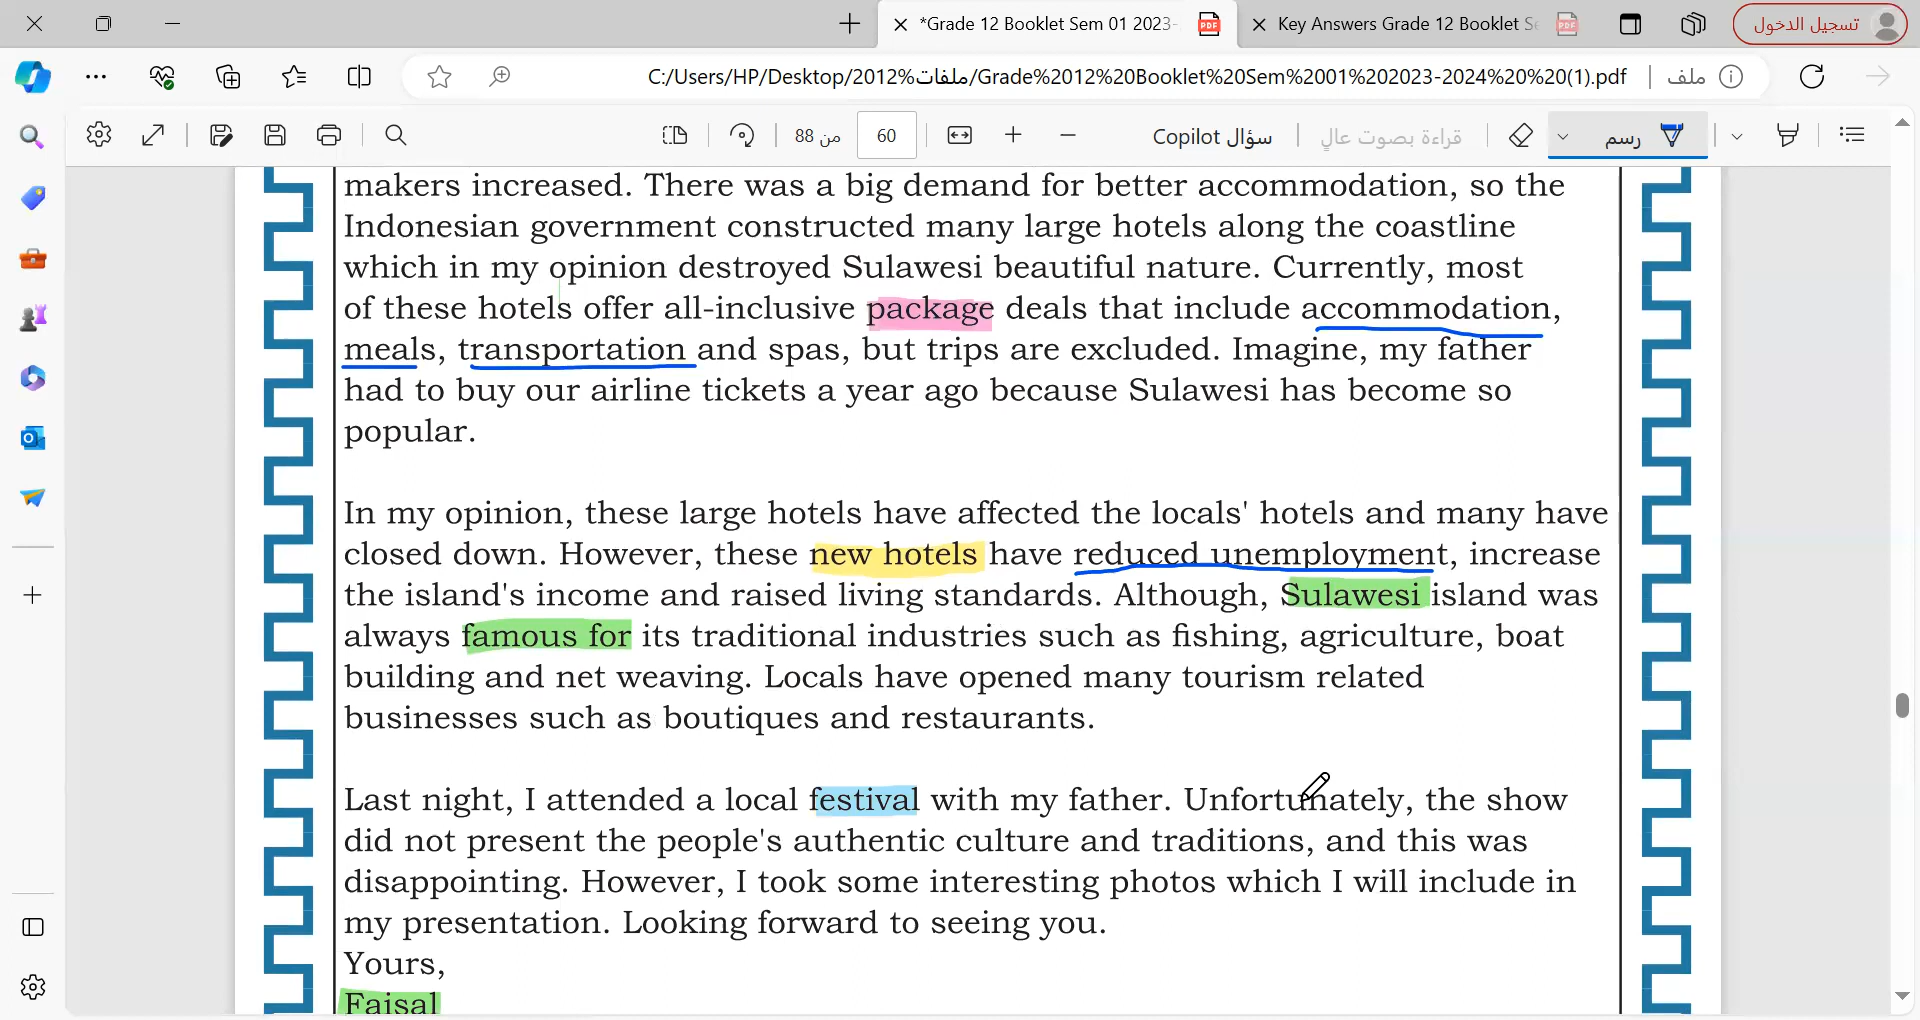 *Grade 12 Booklet Sem 01 2023-
Key Answers Grade 12 Booklet Se
تسجيل الدخول
C:/Users/HP/Desktop/2012%ملفات/Grade%2012%20Booklet%20Sem%2001%202023-2024%20%20(1).pdf
ملف
88 من
60
سؤال Copilot
قراءة بصوت عالٍ
رسم
makers increased. There was a big demand for better accommodation, so the
Indonesian government constructed many large hotels along the coastline
which in my opinion destroyed Sulawesi beautiful nature. Currently, most
of these hotels offer all-inclusive package deals that include accommodation,
meals, transportation and spas, but trips are excluded. Imagine, my father
had to buy our airline tickets a year ago because Sulawesi has become so
popular.
In my opinion, these large hotels have affected the locals' hotels and many have
closed down. However, these new hotels have reduced unemployment, increase
the island's income and raised living standards. Although, Sulawesi island was
always famous for its traditional industries such as fishing, agriculture, boat
building and net weaving. Locals have opened many tourism related
businesses such as boutiques and restaurants.
Last night, I attended a local festival with my father. Unfortunately, the show
did not present the people's authentic culture and traditions, and this was
disappointing. However, I took some interesting photos which I will include in
my presentation. Looking forward to seeing you.
Yours,
Faisal